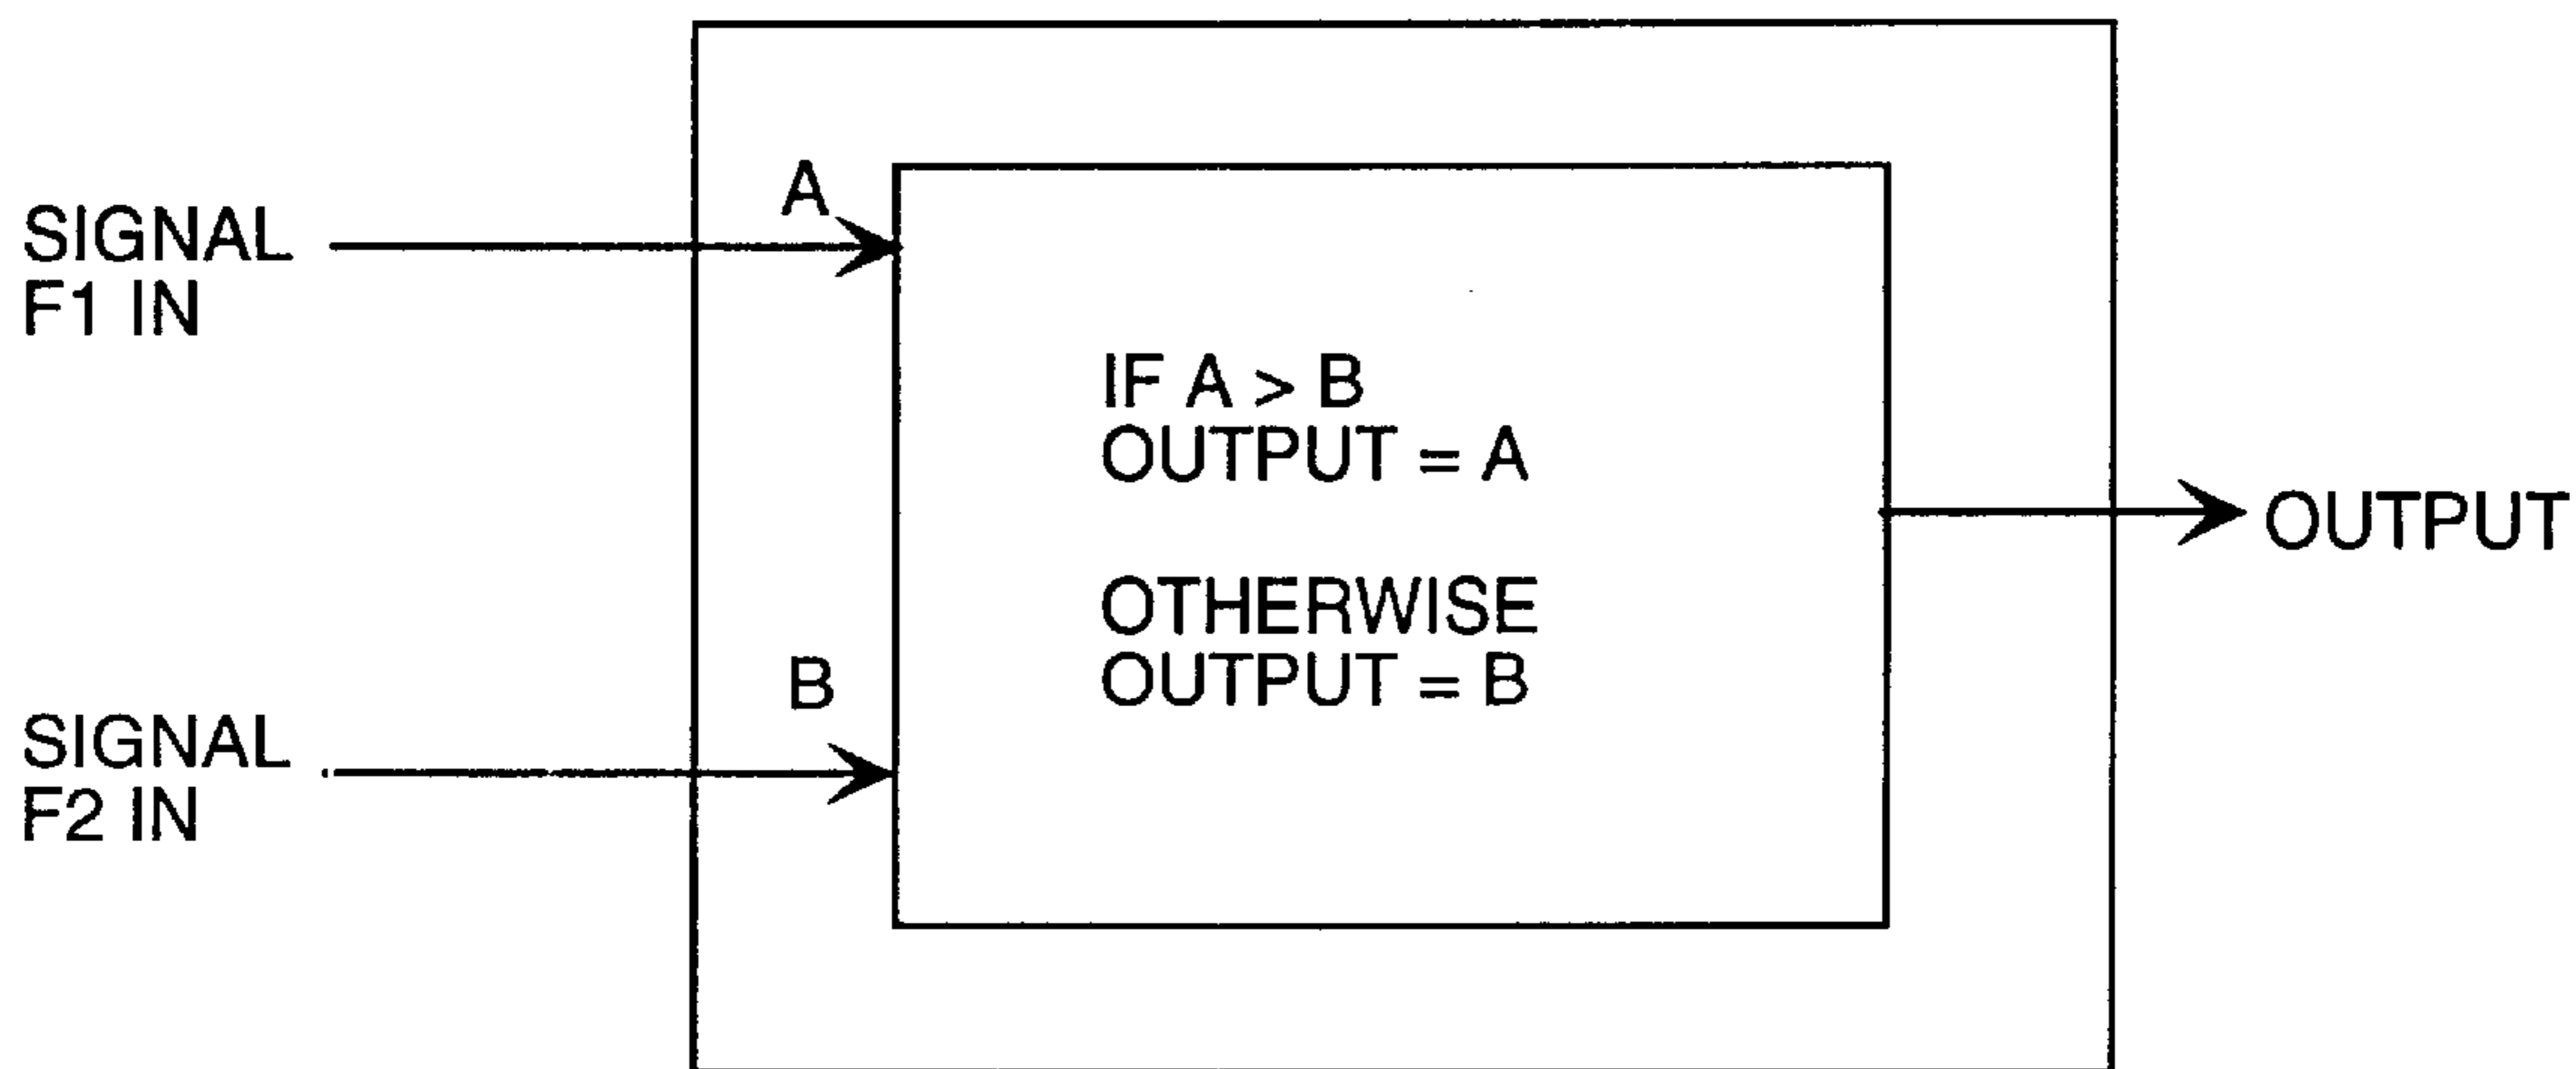 SIGNAL
F1 IN
A
IF A > B
OUTPUT = A
OTHERWISE
OUTPUT = B
B
SIGNAL
F2 IN
OUTPUT